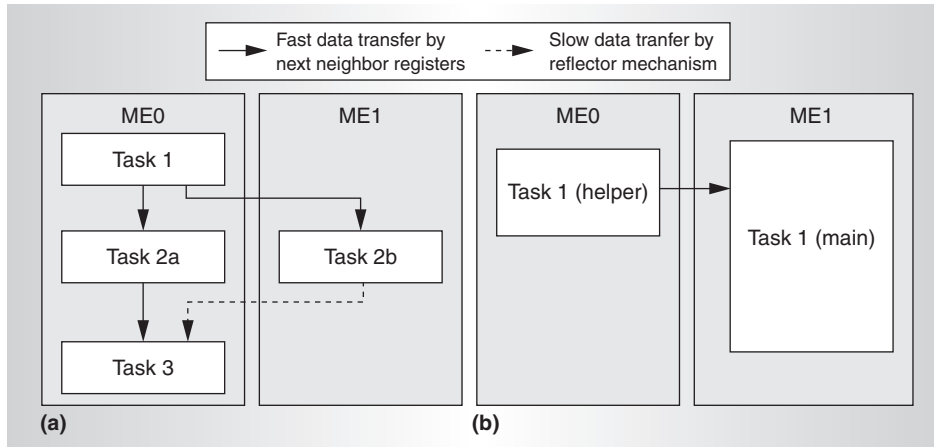 Fast data transfer by
next neighbor registers
Slow data tranfer by
reflector mechanism
ME0
Task 1
Task 2a
Task 3
ME1
Task 2b
(a)
ME0
Task 1 (helper)
ME1
Task 1 (main)
(b)